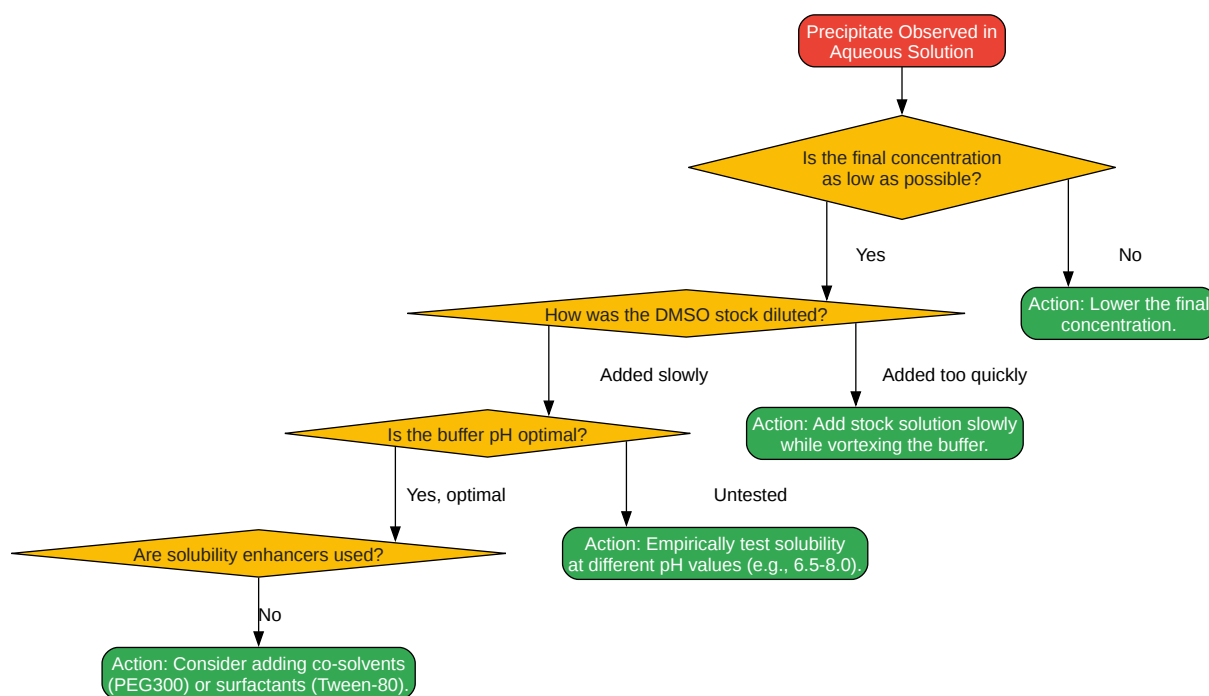 Precipitate Observed in
Aqueous Solution
Is the final concentration
as low as possible?
Yes
No
How was the DMSO stock diluted?
Action: Lower the final
concentration.
Added slowly
Added too quickly
Is the buffer pH optimal?
Action: Add stock solution slowly
while vortexing the buffer.
Yes, optimal
Untested
Are solubility enhancers used?
Action: Empirically test solubility
at different pH values (e.g., 6.5-8.0).
No
Action: Consider adding co-solvents
(PEG300) or surfactants (Tween-80).